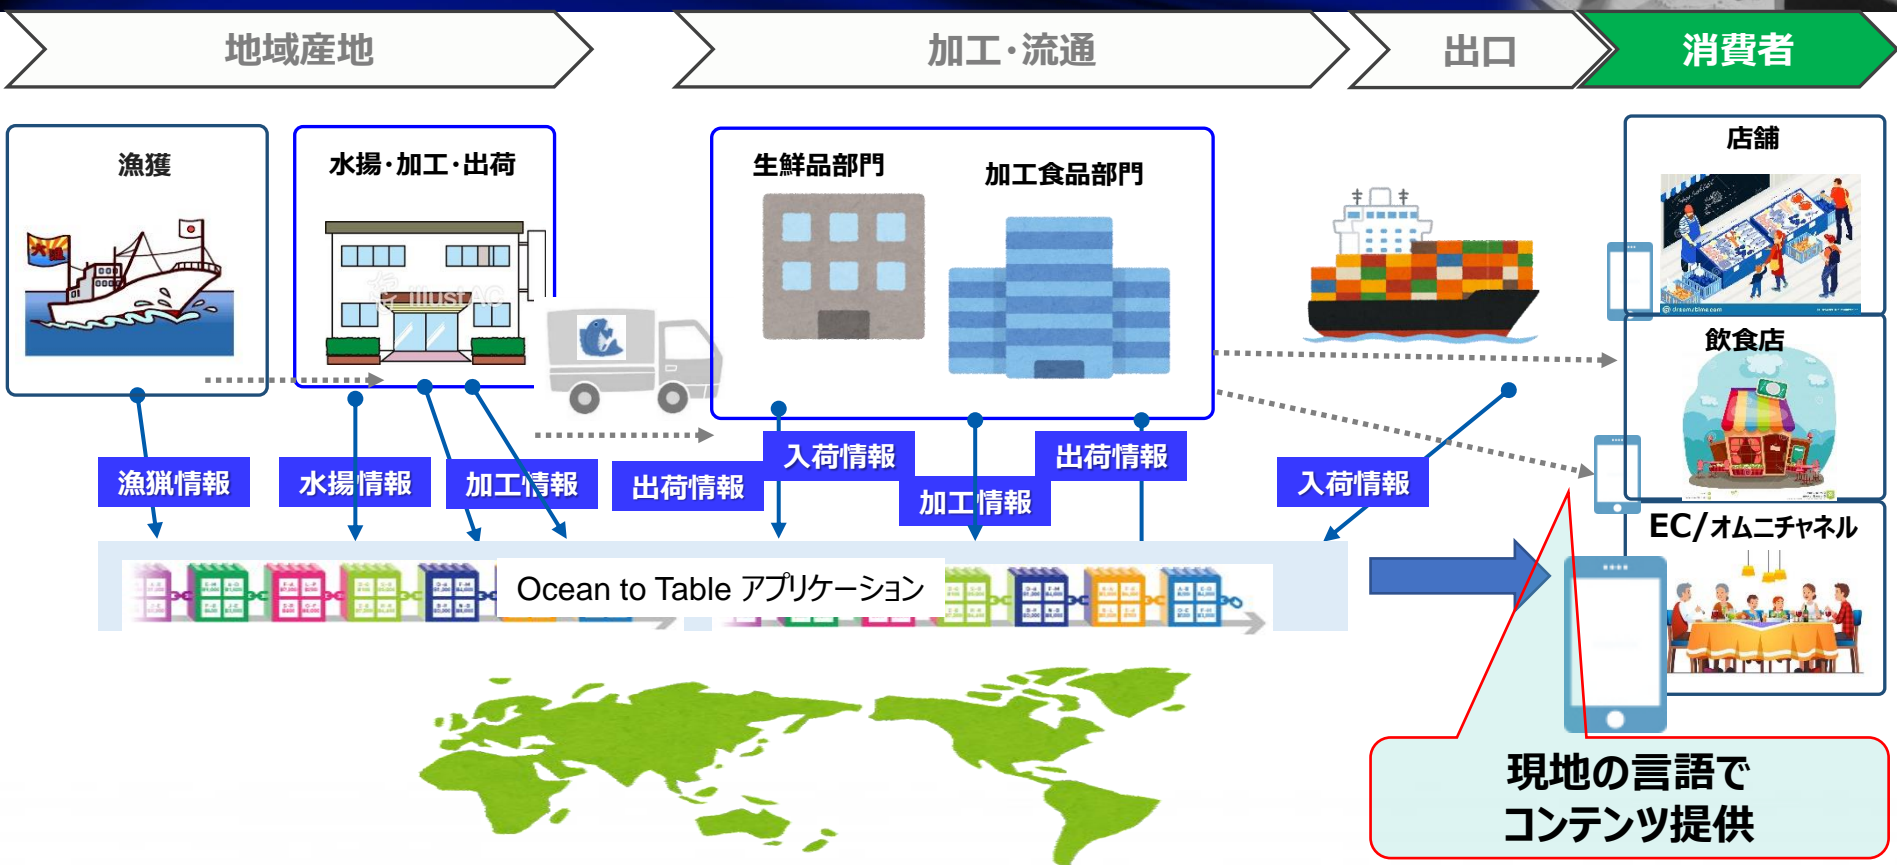 地域産地
加工・流通
出口
消費者
漁獲
水揚・加工・出荷
生鮮品部門
加工食品部門
店舗
大漁
illustAC
dreamstime.com
飲食店
入荷情報
出荷情報
漁猟情報
水揚情報
加工情報
出荷情報
加工情報
入荷情報
EC/オムニチャネル
Ocean to Table アプリケーション
現地の言語で
コンテンツ提供